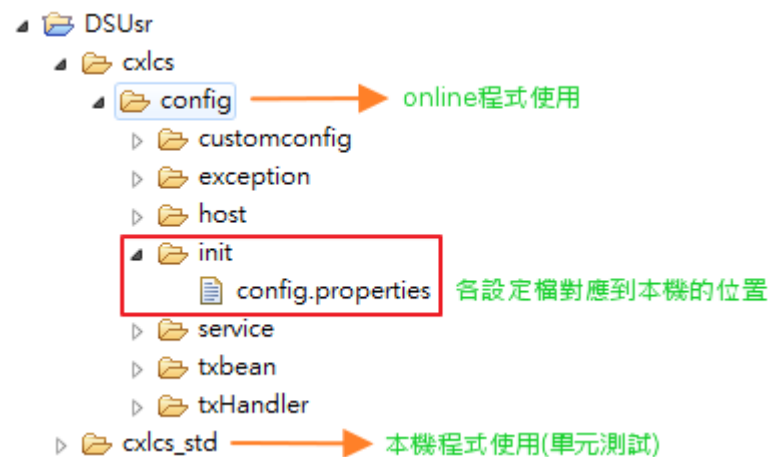 DSUsr
cxlcs
config online程式使用
customconfig
exception
host
init
config.properties 各設定檔對應到本機的位置
service
txbean
txHandler
cxlcs_std 本機程式使用(單元測試)